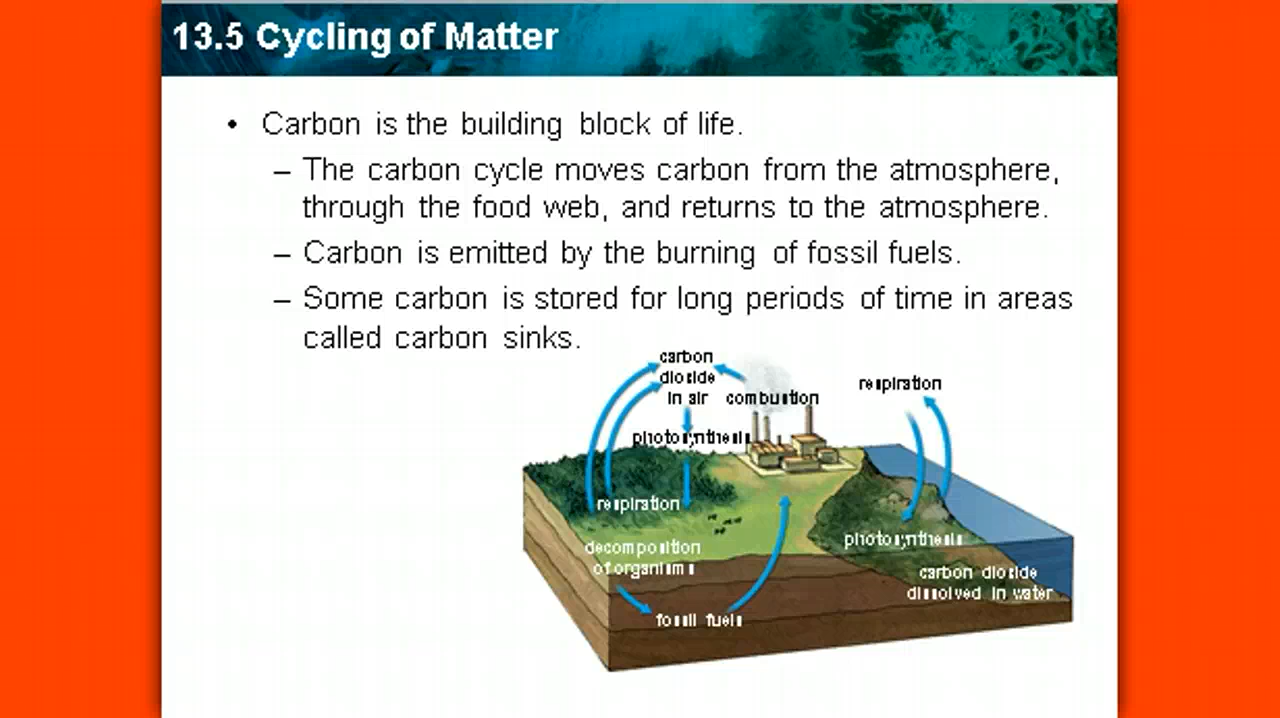 13.5 Cycling of Matter
• Carbon is the building block of life.
– The carbon cycle moves carbon from the atmosphere,
through the food web, and returns to the atmosphere.
– Carbon is emitted by the burning of fossil fuels.
– Some carbon is stored for long periods of time in areas
called carbon sinks.
carbon
dioxide
in air
combustion
respiration
photosynthesis
respiration
decomposition
of organisms
fossil fuels
photosynthesis
carbon dioxide
dissolved in water